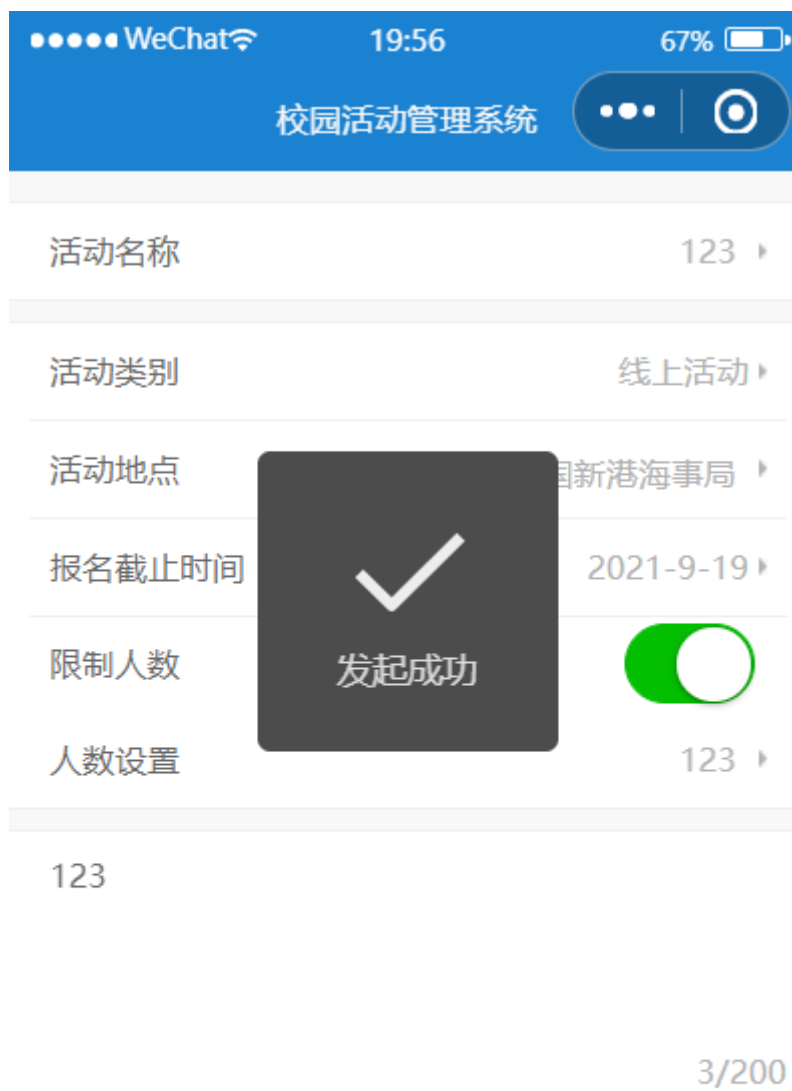 WeChat 19:56 67%
校园活动管理系统
活动名称 123
活动类别 线上活动
活动地点 国新港海事局
报名截止时间 2021-9-19
限制人数
发起成功
人数设置 123
123
3/200